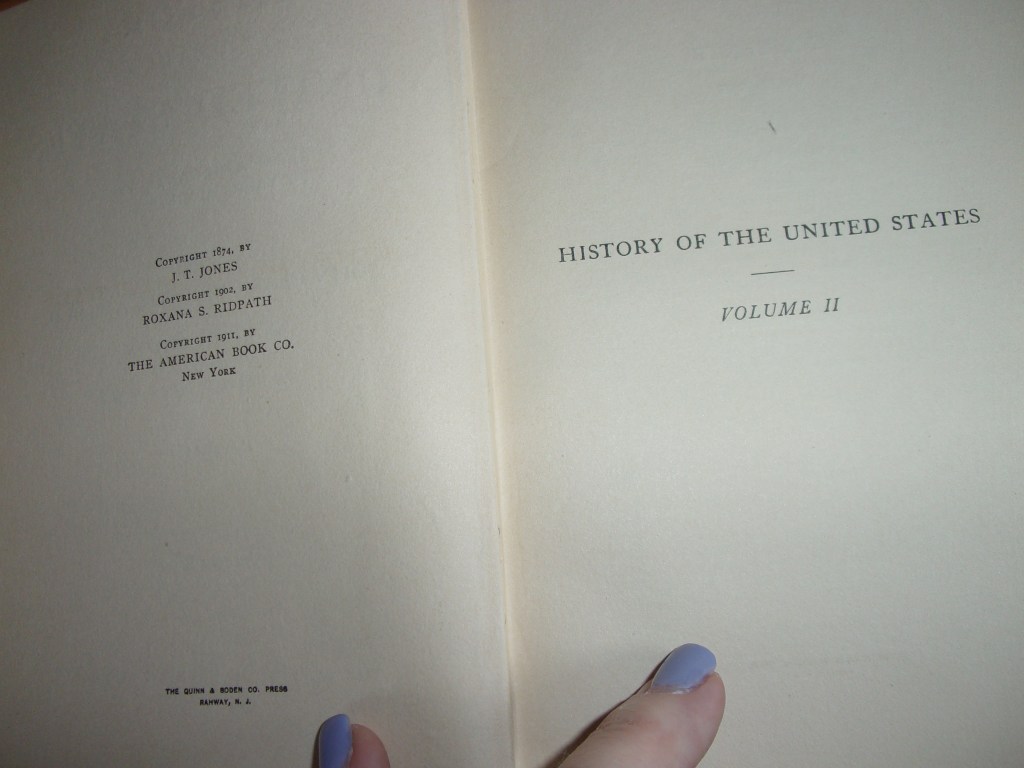 Copyright 1874, by
J. T. JONES
Copyright 1902, by
ROXANA S. RIDPATH
Copyright 1911, by
THE AMERICAN BOOK CO.
New York
THE QUINN & BODEN CO. PRESS
RAHWAY, N. J.
HISTORY OF THE UNITED STATES
VOLUME II